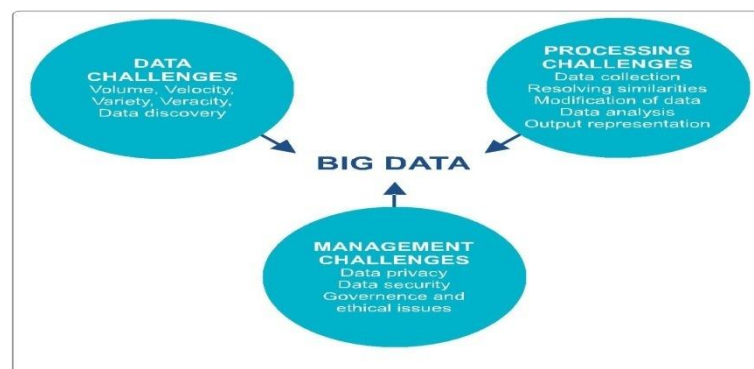 DATA
CHALLENGES
Volume, Velocity,
Variety, Veracity,
Data discovery
PROCESSING
CHALLENGES
Data collection
Resolving similarities
Modification of data
Data analysis
Output representation
BIG DATA
MANAGEMENT
CHALLENGES
Data privacy
Data security
Governence and
ethical issues